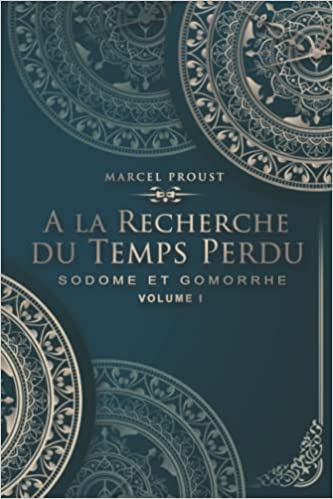 MARCEL PROUST
A LA RECHERCHE
DU TEMPS PERDU
SODOME ET GOMORRHE
VOLUME I